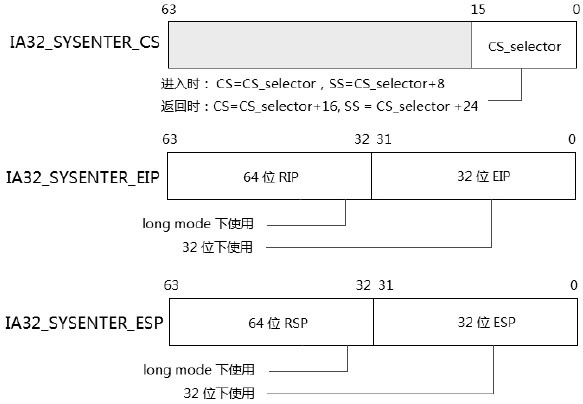 63 15 0
IA32_SYSENTER_CS CS_selector
进入时： CS=CS_selector , SS=CS_selector+8
返回时：CS=CS_selector+16, SS = CS_selector +24
63 32 31 0
IA32_SYSENTER_EIP 64 位 RIP 32 位 EIP
long mode 下使用
32 位下使用
63 32 31 0
IA32_SYSENTER_ESP 64 位 RSP 32 位 ESP
long mode 下使用
32 位下使用